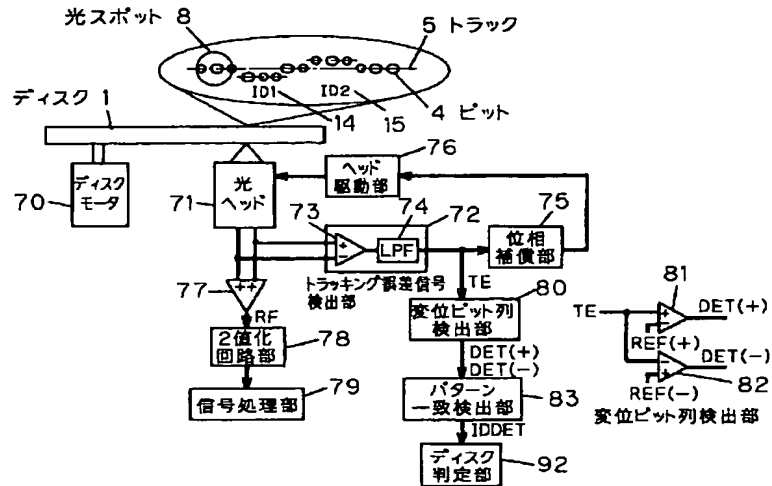 光スポット 8
5 トラック
ID1
ID2
14
15
4 ピット
ディスク 1
ディスク
モータ
70
光
ヘッド
71
ヘッド
駆動部
76
73
74
72
LPF
+
−
トラッキング誤差信号
検出部
位相
補償部
75
TE
77
++
RF
2値化
回路部
78
信号処理部
79
80
変位ピット列
検出部
DET(+)
DET(−)
パターン
一致検出部
83
IDDET
ディスク
判定部
92
81
TE
+
−
DET(+)
REF(+)
−
+
DET(−)
REF(−)
82
変位ピット列検出部